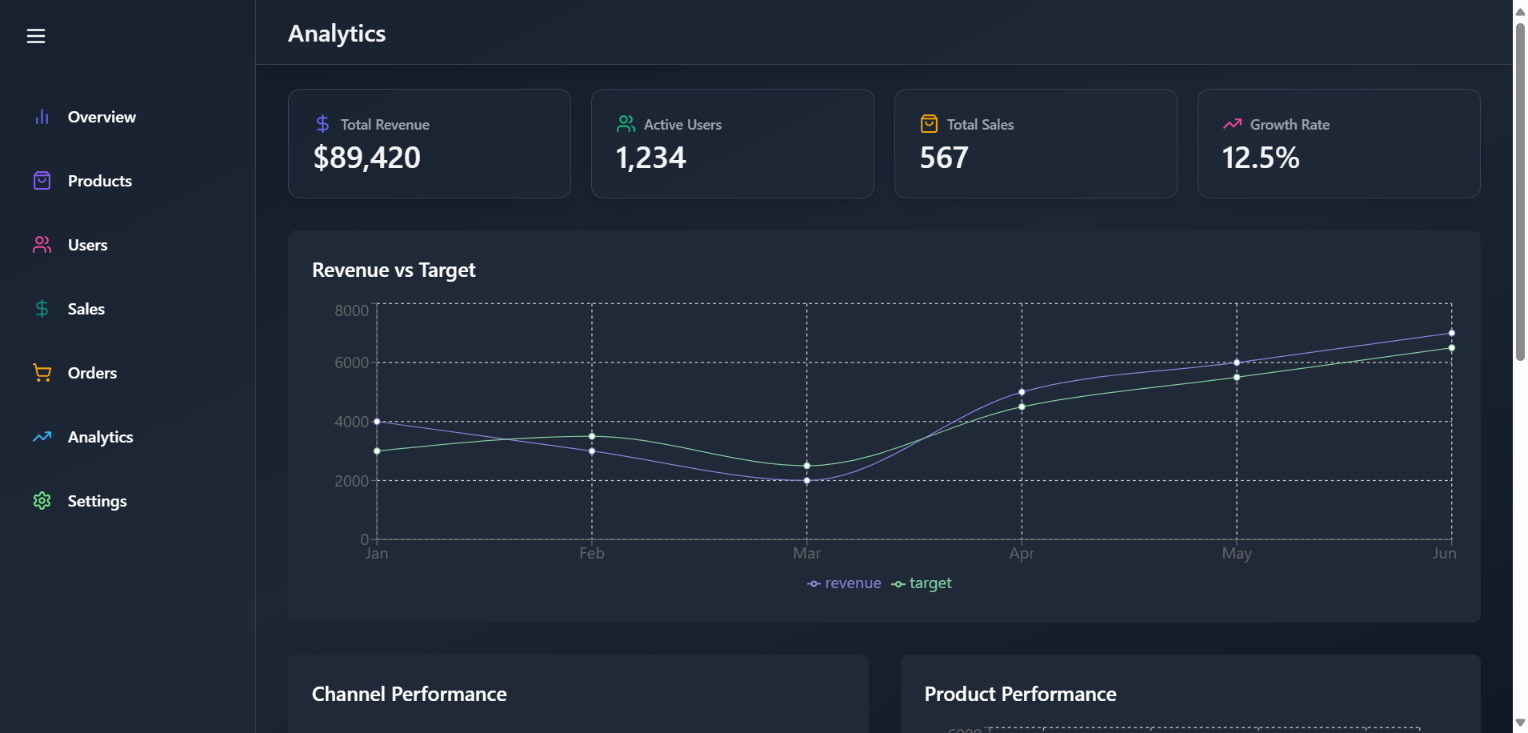 Analytics
Overview
Products
Users
Sales
Orders
Analytics
Settings
Total Revenue
$89,420
Active Users
1,234
Total Sales
567
Growth Rate
12.5%
Revenue vs Target
8000
6000
4000
2000
0
Jan Feb Mar Apr May Jun
revenue target
Channel Performance
Product Performance